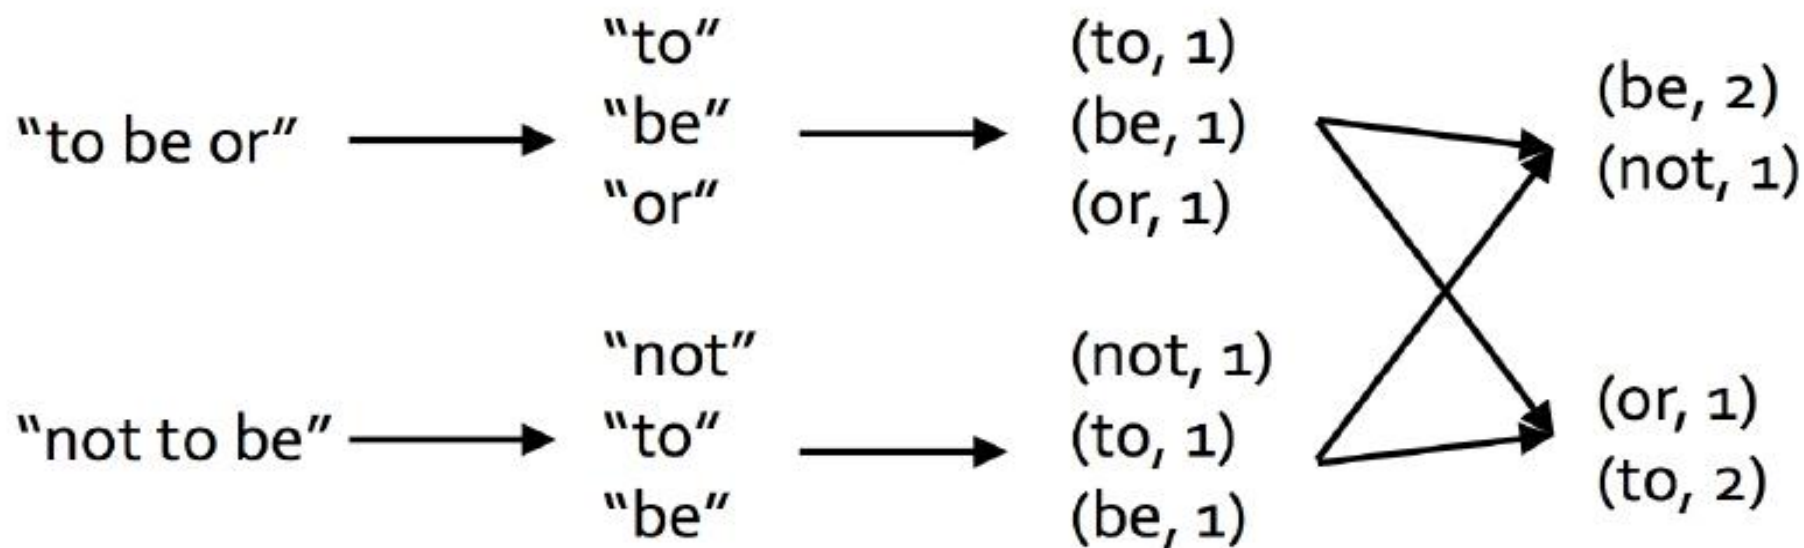 “to be or”
“to”
“be”
“or”
(to, 1)
(be, 1)
(or, 1)
(be, 2)
(not, 1)
“not to be”
“not”
“to”
“be”
(not, 1)
(to, 1)
(be, 1)
(or, 1)
(to, 2)